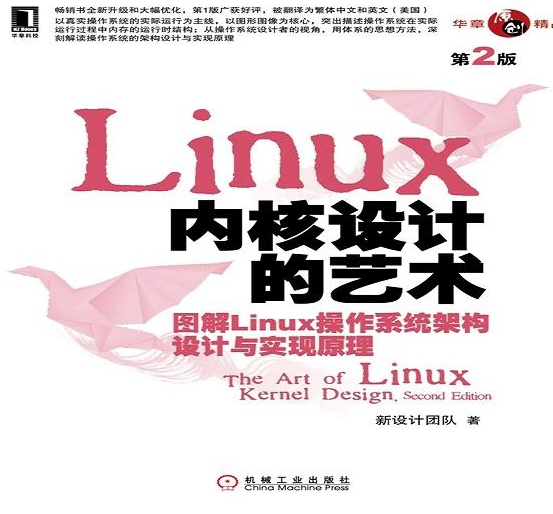 畅销书全新升级和大幅优化,第1版广获好评,被翻译为繁体中文和英文(美国)
以真实操作系统的实际运行为主线,以图形图像为核心,突出描述操作系统在实际
运行过程中内存的运行时结构;从操作系统设计者的视角,用体系的思想方法,深
刻解读操作系统的架构设计与实现原理
华章科技
华章 原创 精品
第2版
Linux
内核设计
的艺术
图解Linux操作系统架构
设计与实现原理
The Art of Linux
Kernel Design, Second Edition
新设计团队 著
机械工业出版社
China Machine Press